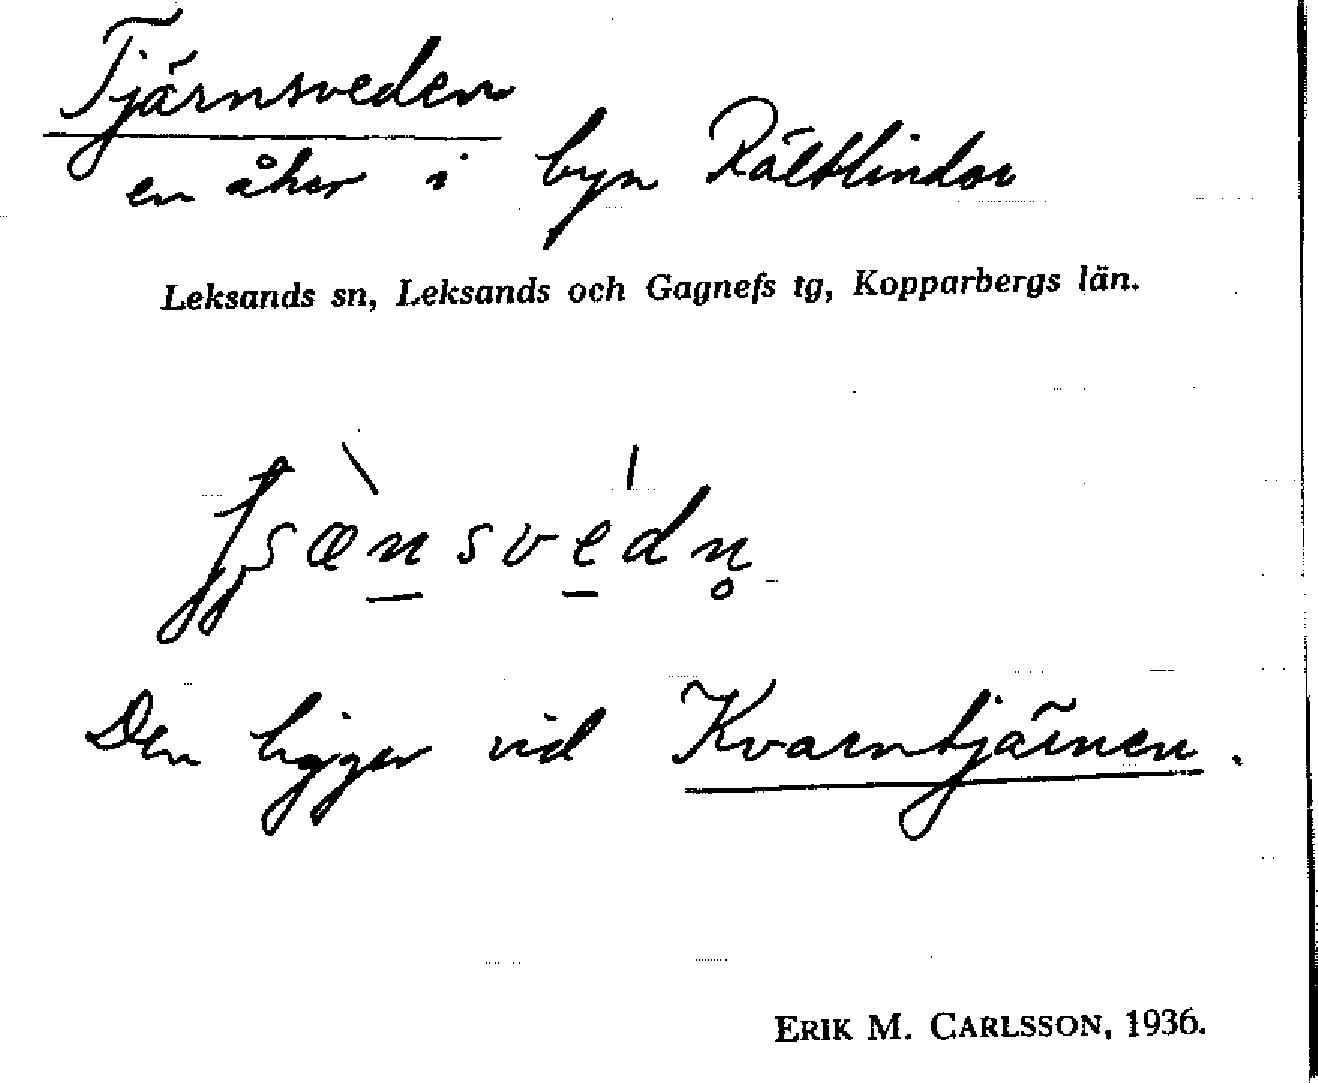 Tjärnsveden
en åker i byn Rältlindor
Leksands sn, Leksands och Gagnefs tg, Kopparbergs län.
Den ligger vid Kvarntjärnen.
ERIK M. CARLSSON, 1936.